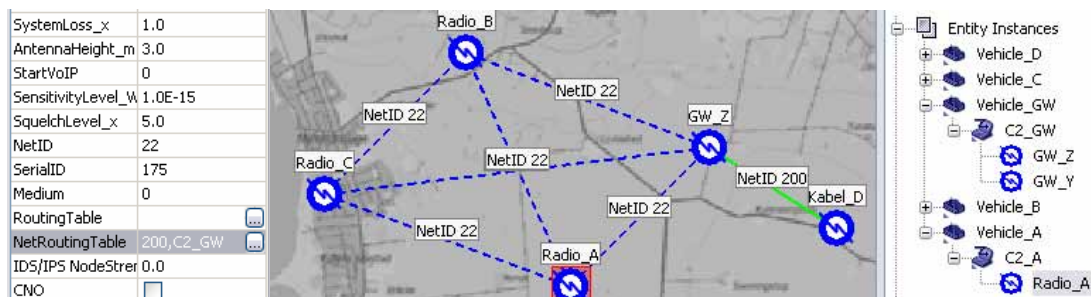 SystemLoss_x 1.0
AntennaHeight_m 3.0
StartVoIP 0
SensitivityLevel_W 1.0E-15
SquelchLevel_x 5.0
NetID 22
SerialID 175
Medium 0
RoutingTable ...
NetRoutingTable 200,C2_GW ...
IDS/IPS NodeStrer 0.0
CNO
Radio_B
NetID 22
NetID 22
GW_Z
Radio_C
NetID 22
NetID 200
Kabel_D
NetID 22
NetID 22
Radio_A
Entity Instances
Vehicle_D
Vehicle_C
Vehicle_GW
C2_GW
GW_Z
GW_Y
Vehicle_B
Vehicle_A
C2_A
Radio_A